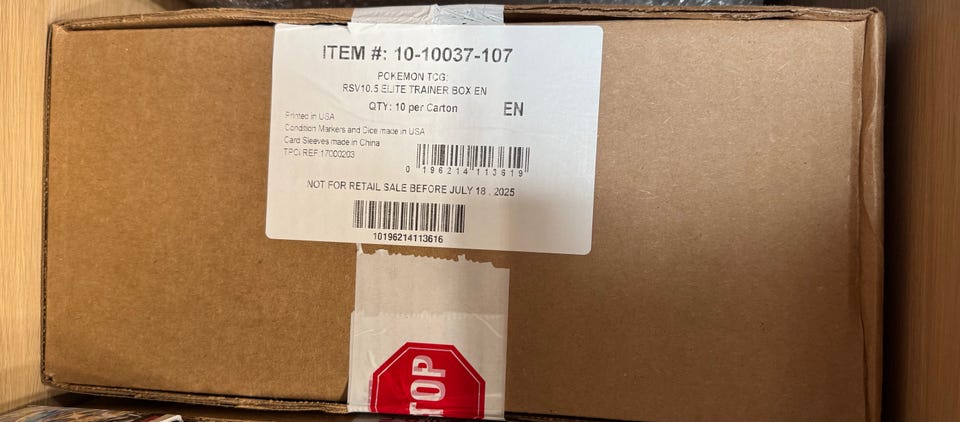 ITEM #: 10-10037-107
POKEMON TCG:
RSV10.5 ELITE TRAINER BOX EN
QTY: 10 per Carton
EN
Printed in USA
Condition Markers and Dice made in USA
Card Sleeves made in China
TPCi REF 17000203
0 196214 113619
NOT FOR RETAIL SALE BEFORE JULY 18 , 2025
10196214113616
STOP